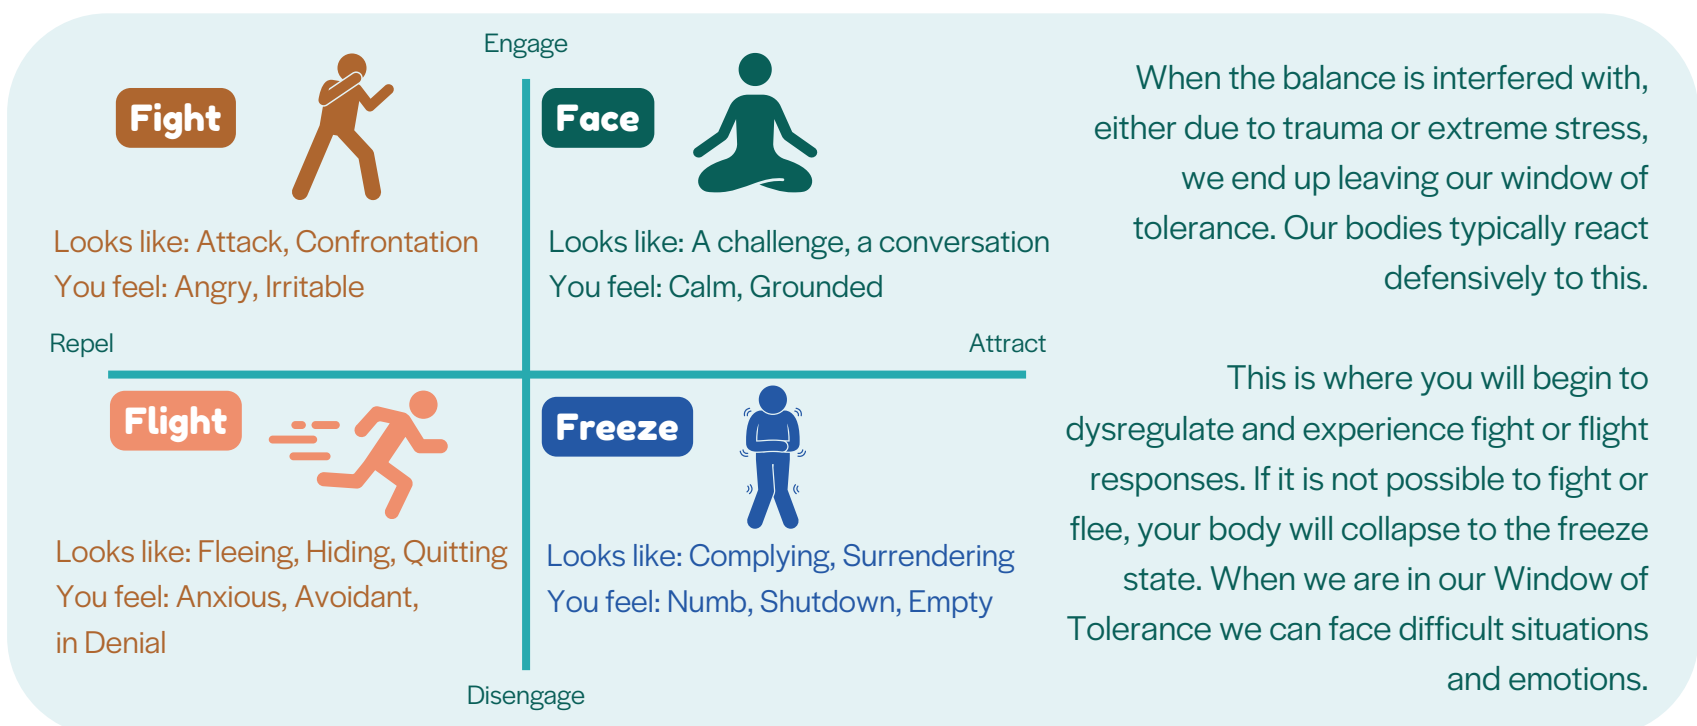 Engage
Fight
Face
Looks like: Attack, Confrontation
You feel: Angry, Irritable
Looks like: A challenge, a conversation
You feel: Calm, Grounded
Repel
Attract
Flight
Freeze
Looks like: Fleeing, Hiding, Quitting
You feel: Anxious, Avoidant,
in Denial
Looks like: Complying, Surrendering
You feel: Numb, Shutdown, Empty
Disengage
When the balance is interfered with,
either due to trauma or extreme stress,
we end up leaving our window of
tolerance. Our bodies typically react
defensively to this.
This is where you will begin to
dysregulate and experience fight or flight
responses. If it is not possible to fight or
flee, your body will collapse to the freeze
state. When we are in our Window of
Tolerance we can face difficult situations
and emotions.